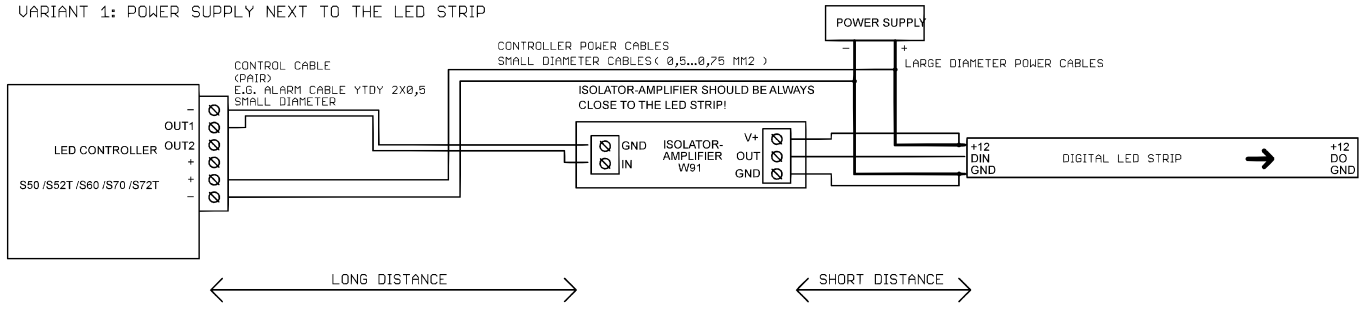 VARIANT 1: POWER SUPPLY NEXT TO THE LED STRIP
POWER SUPPLY
−
+
LARGE DIAMETER POWER CABLES
CONTROLLER POWER CABLES
SMALL DIAMETER CABLES( 0,5...0,75 MM2 )
CONTROL CABLE
(PAIR)
E.G. ALARM CABLE YTDY 2X0,5
SMALL DIAMETER
ISOLATOR-AMPLIFIER SHOULD BE ALWAYS
CLOSE TO THE LED STRIP!
LED CONTROLLER
S50 /S52T /S60 /S70 /S72T
−
OUT1
OUT2
+
+
−
GND
IN
ISOLATOR-
AMPLIFIER
W91
V+
OUT
GND
+12
DIN
GND
DIGITAL LED STRIP
+12
DO
GND
LONG DISTANCE
SHORT DISTANCE